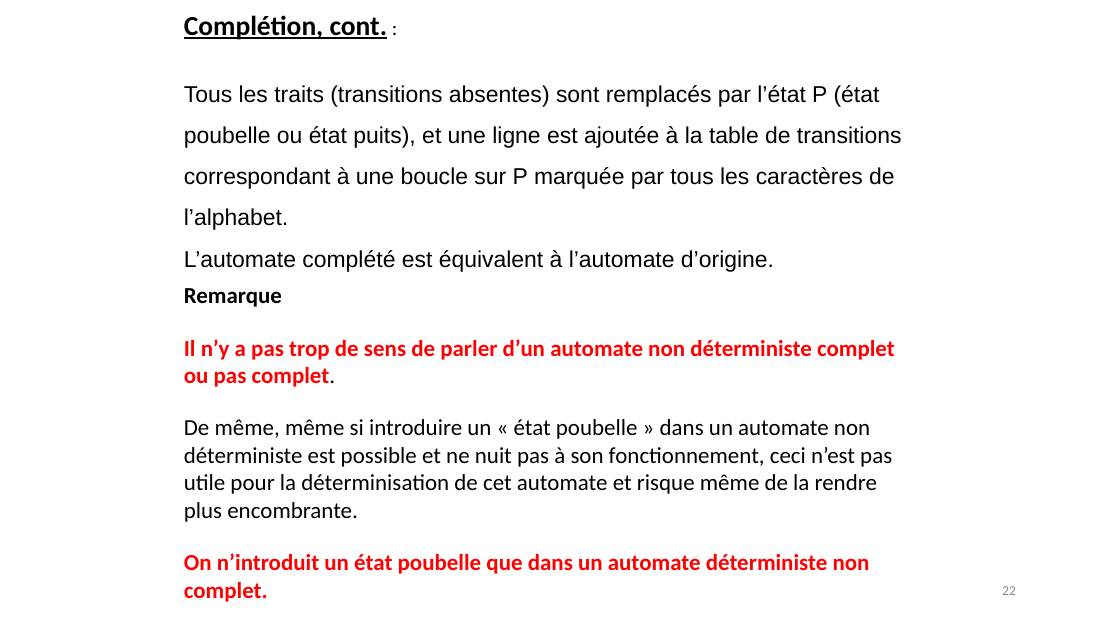 Complétion, cont. :
Tous les traits (transitions absentes) sont remplacés par l’état P (état
poubelle ou état puits), et une ligne est ajoutée à la table de transitions
correspondant à une boucle sur P marquée par tous les caractères de
l’alphabet.
L’automate complété est équivalent à l’automate d’origine.
Remarque
Il n’y a pas trop de sens de parler d’un automate non déterministe complet
ou pas complet.
De même, même si introduire un « état poubelle » dans un automate non
déterministe est possible et ne nuit pas à son fonctionnement, ceci n’est pas
utile pour la déterminisation de cet automate et risque même de la rendre
plus encombrante.
On n’introduit un état poubelle que dans un automate déterministe non
complet.
22